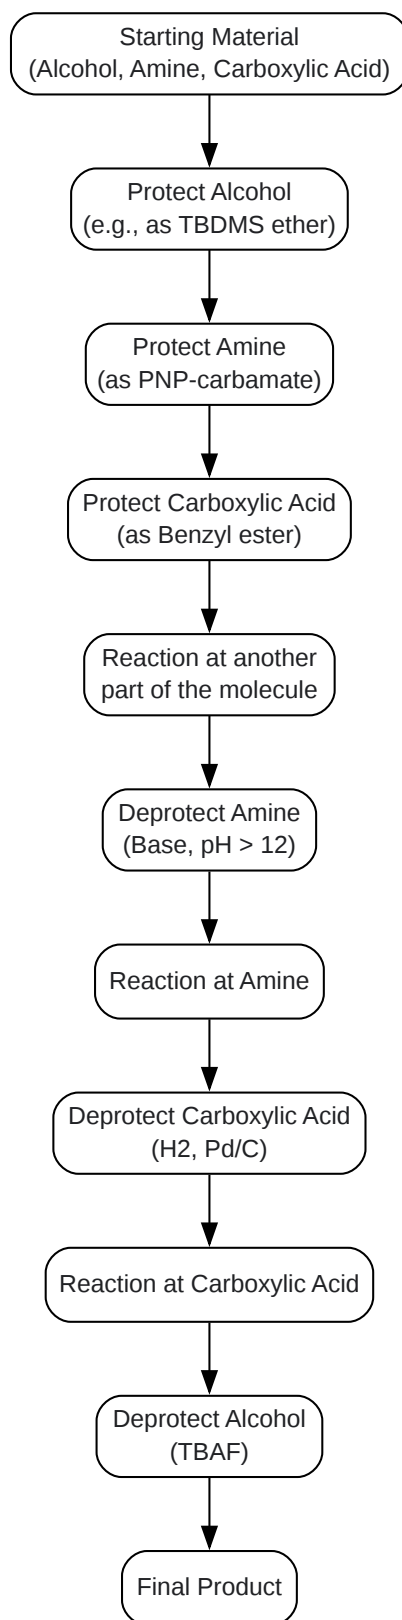 Starting Material
(Alcohol, Amine, Carboxylic Acid)
Protect Alcohol
(e.g., as TBDMS ether)
Protect Amine
(as PNP-carbamate)
Protect Carboxylic Acid
(as Benzyl ester)
Reaction at another
part of the molecule
Deprotect Amine
(Base, pH > 12)
Reaction at Amine
Deprotect Carboxylic Acid
(H2, Pd/C)
Reaction at Carboxylic Acid
Deprotect Alcohol
(TBAF)
Final Product